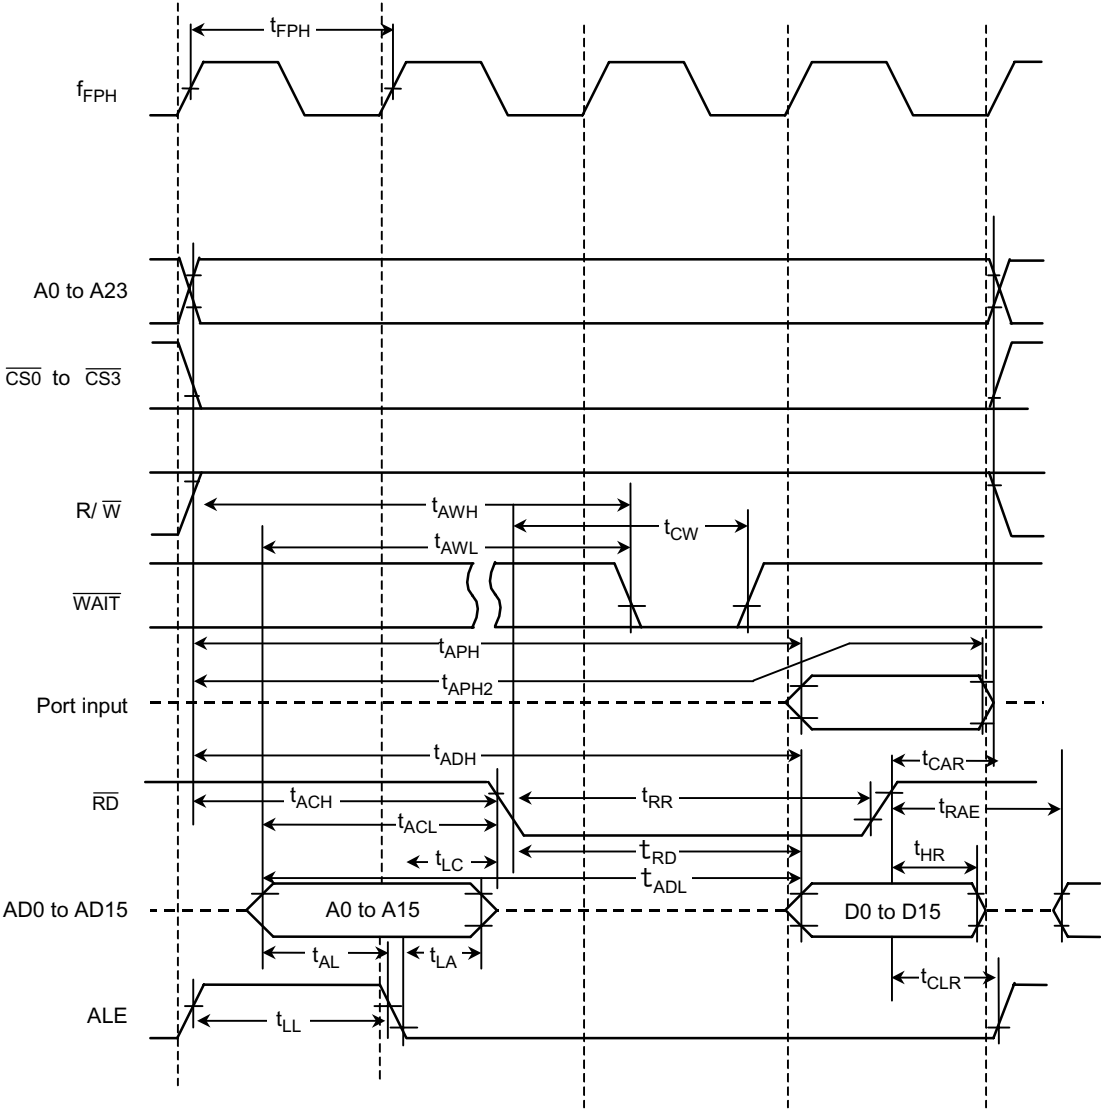 tFPH
fFPH
A0 to A23
CS0 to CS3
R/ W
tAWH
tCW
tAWL
WAIT
tAPH
tAPH2
Port input
tADH
tCAR
RD
tACH
tRR
tRAE
tACL
tLC
tRD
tHR
tADL
AD0 to AD15
A0 to A15
D0 to D15
tAL
tLA
tCLR
ALE
tLL